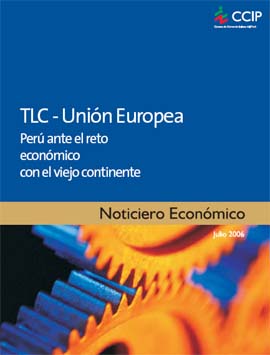 CCIP
TLC - Unión Europea
Perú ante el reto
económico
con el viejo continente
Noticiero Económico
Julio 2006